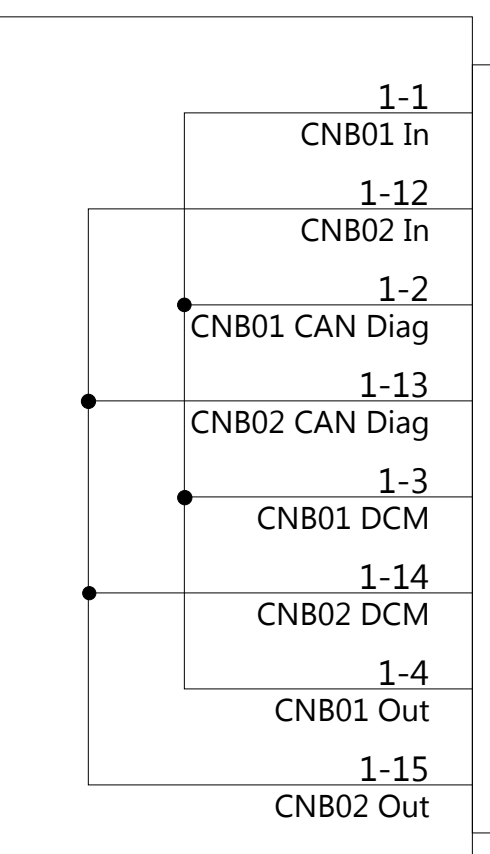 1-1
CNB01 In
1-12
CNB02 In
1-2
CNB01 CAN Diag
1-13
CNB02 CAN Diag
1-3
CNB01 DCM
1-14
CNB02 DCM
1-4
CNB01 Out
1-15
CNB02 Out